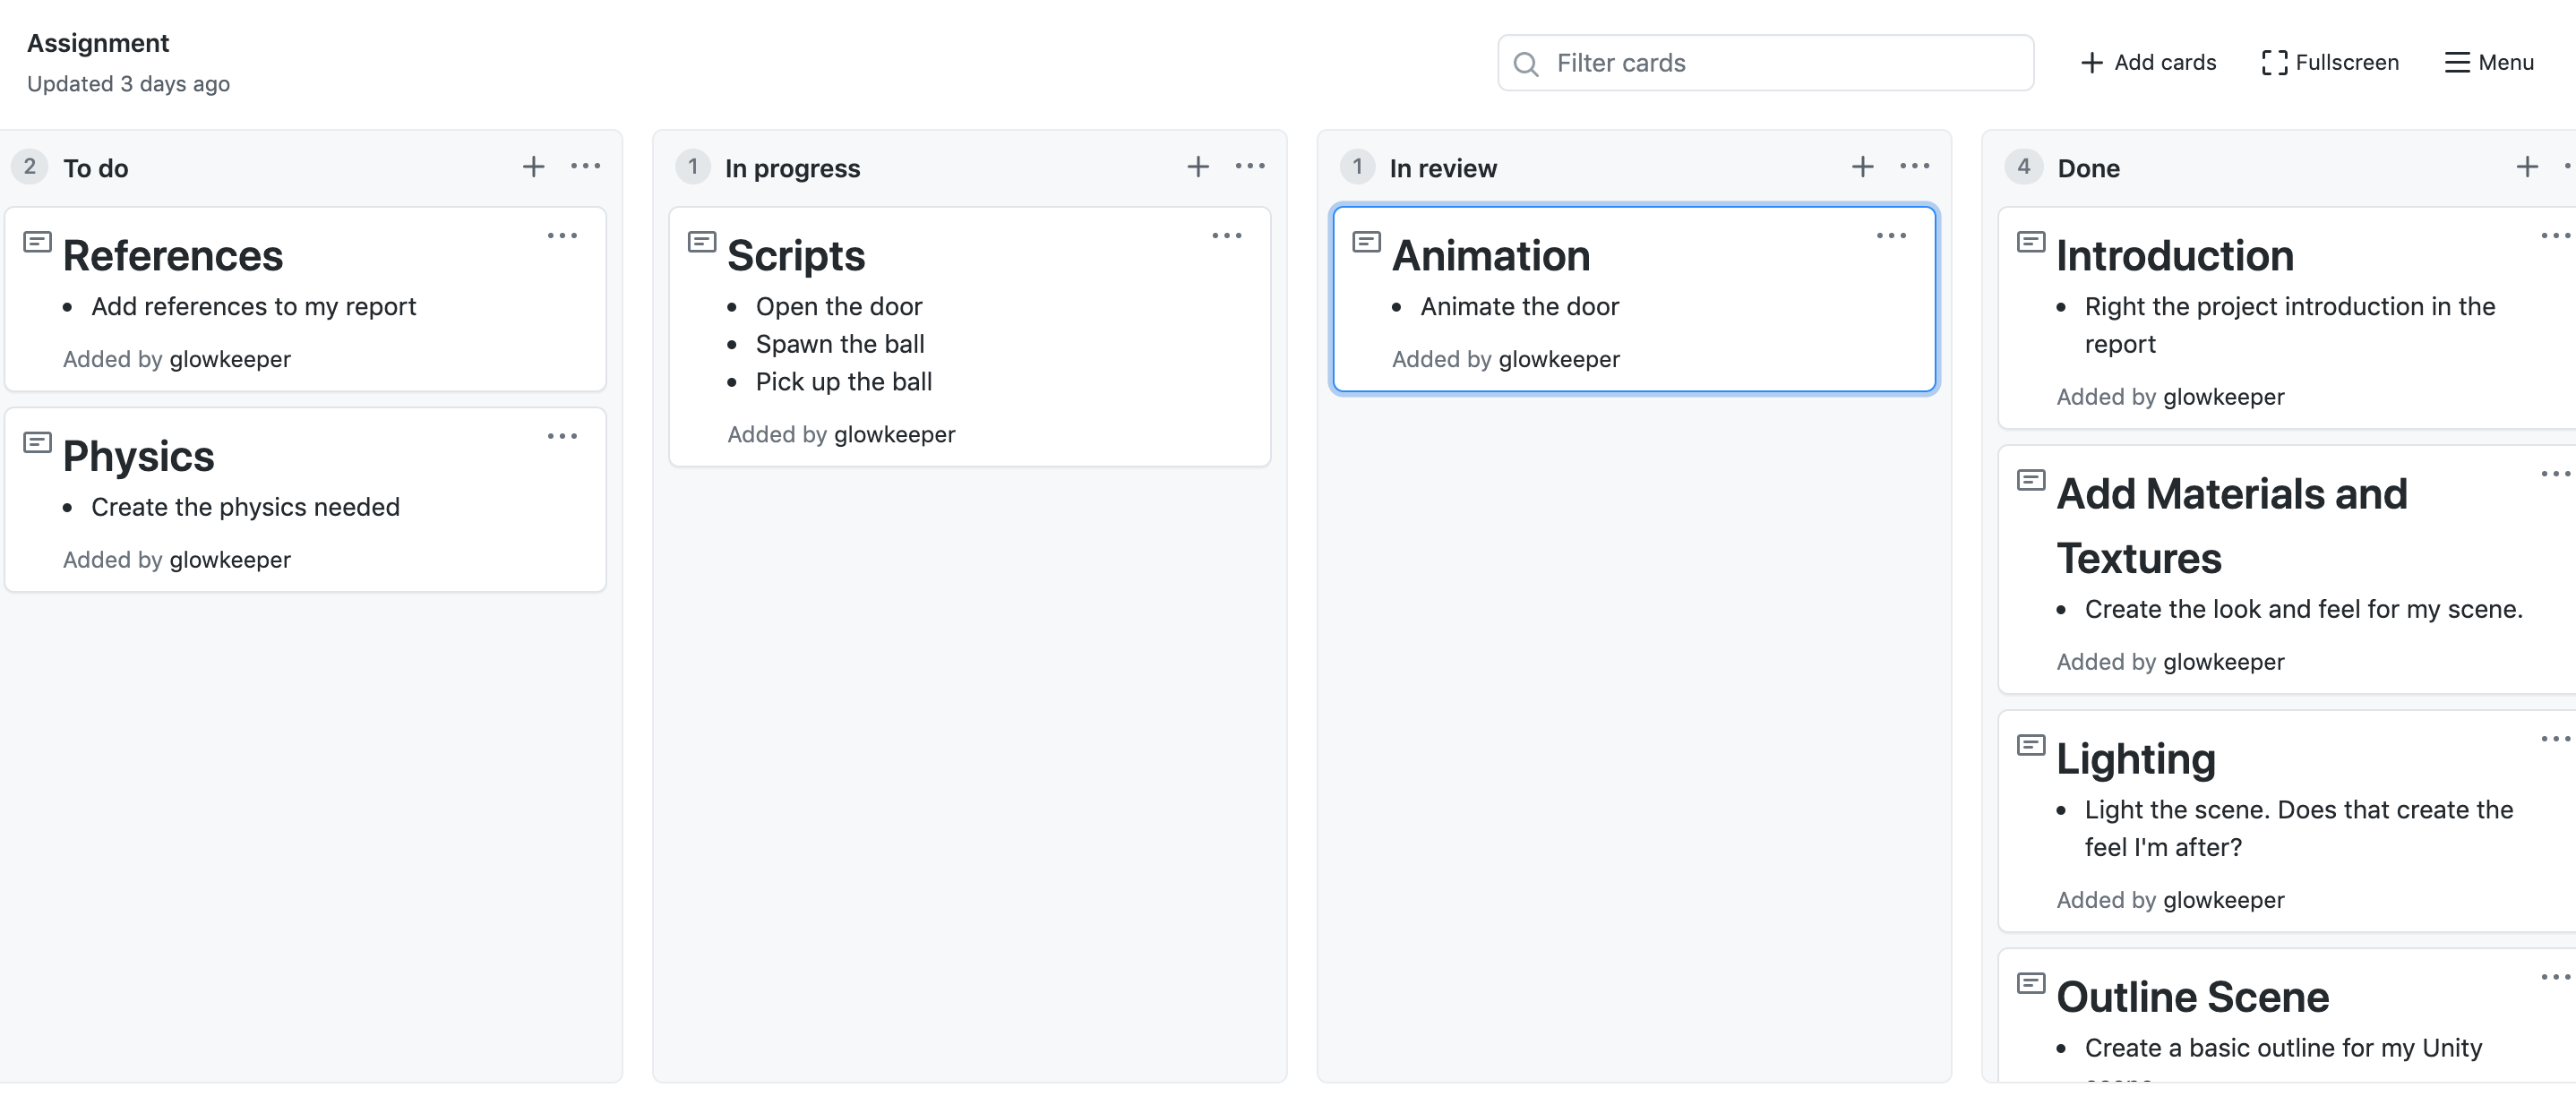 Assignment
Updated 3 days ago
Filter cards
Add cards
Fullscreen
Menu
2 To do
References
Add references to my report
Added by glowkeeper
Physics
Create the physics needed
Added by glowkeeper
1 In progress
Scripts
Open the door
Spawn the ball
Pick up the ball
Added by glowkeeper
1 In review
Animation
Animate the door
Added by glowkeeper
4 Done
Introduction
Right the project introduction in the
report
Added by glowkeeper
Add Materials and
Textures
Create the look and feel for my scene.
Added by glowkeeper
Lighting
Light the scene. Does that create the
feel I'm after?
Added by glowkeeper
Outline Scene
Create a basic outline for my Unity